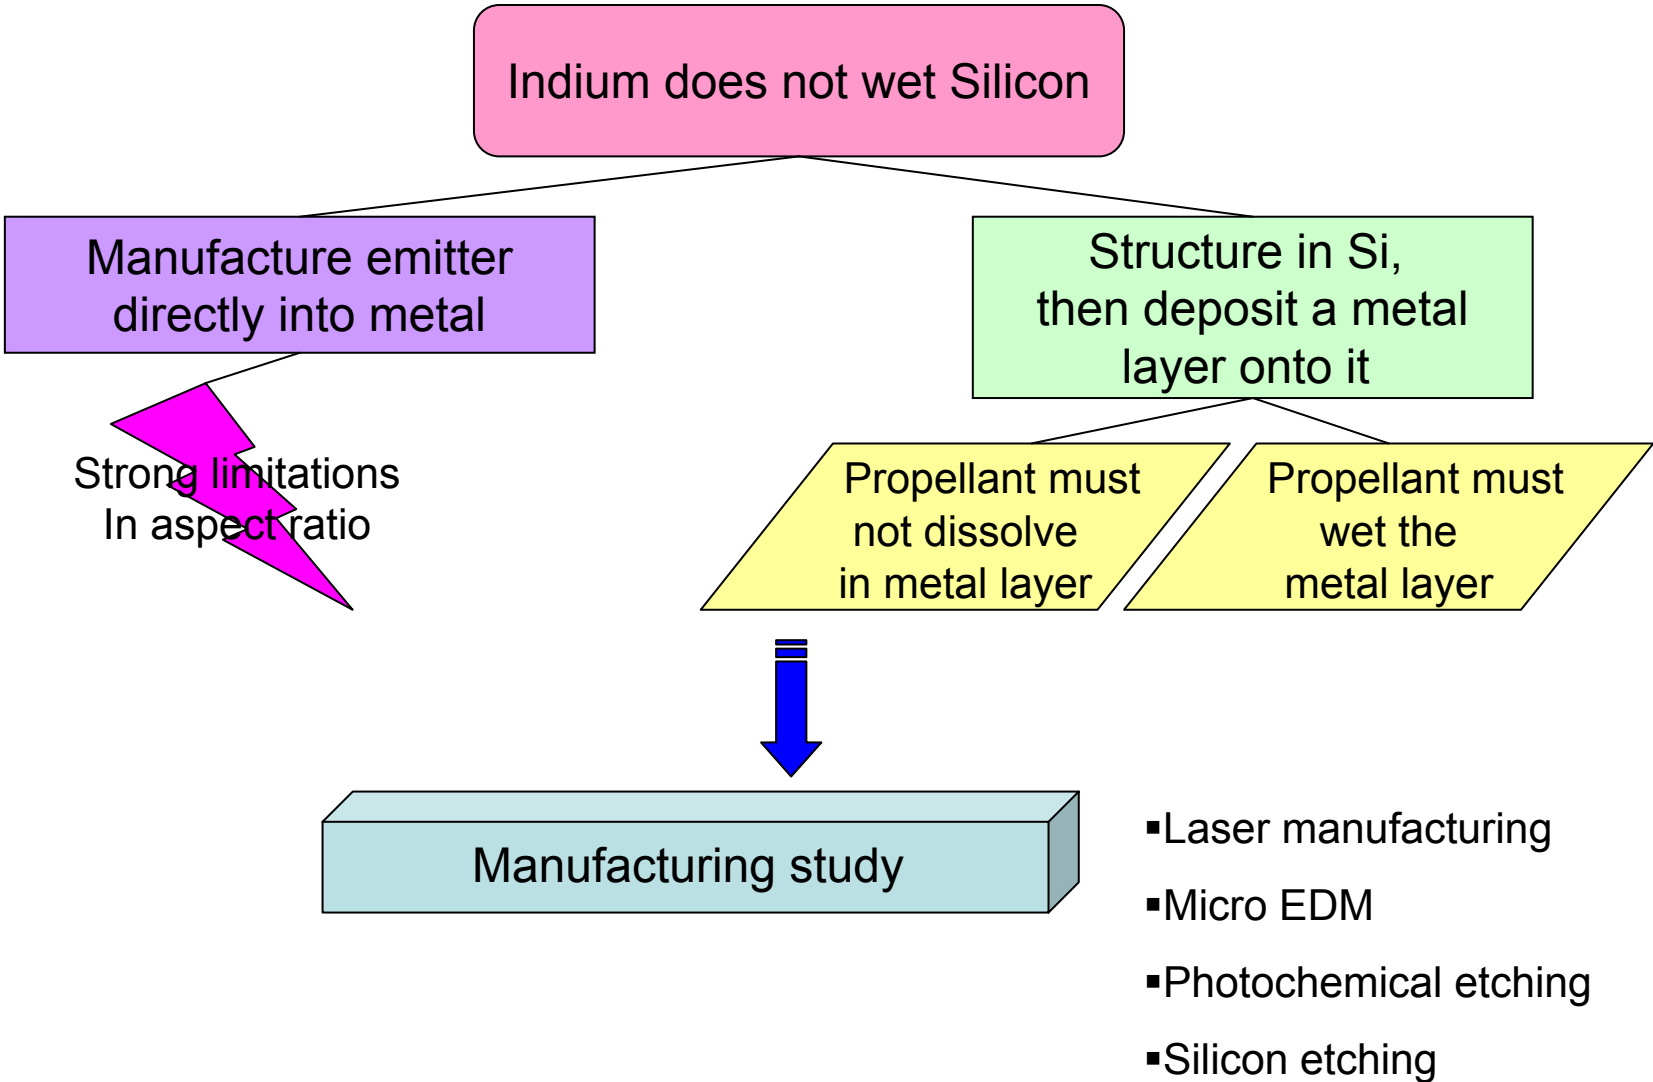 Indium does not wet Silicon
Manufacture emitter
directly into metal
Structure in Si,
then deposit a metal
layer onto it
Strong limitations
In aspect ratio
Propellant must
not dissolve
in metal layer
Propellant must
wet the
metal layer
Manufacturing study
▪Laser manufacturing
▪Micro EDM
▪Photochemical etching
▪Silicon etching